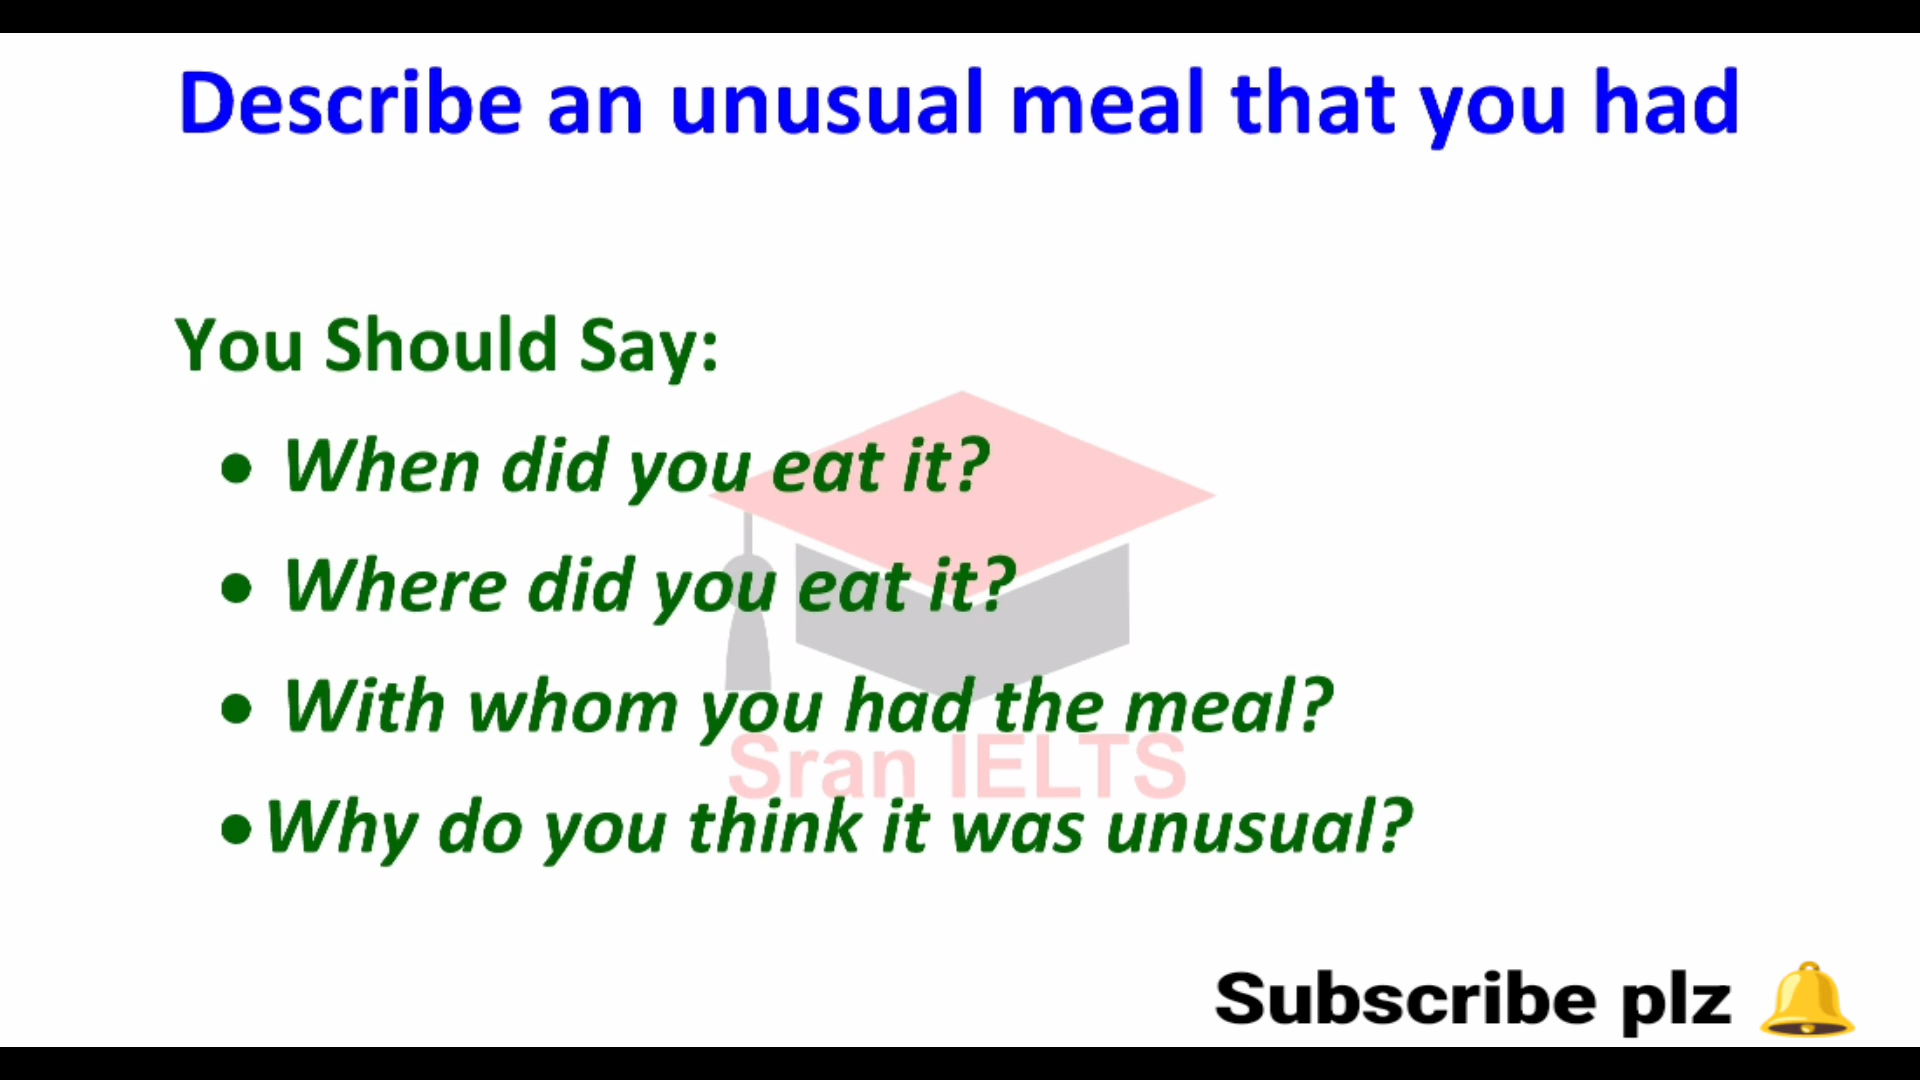 Describe an unusual meal that you had
You Should Say:
• When did you eat it?
• Where did you eat it?
• With whom you had the meal?
Sran IELTS
• Why do you think it was unusual?
Subscribe plz 🔔